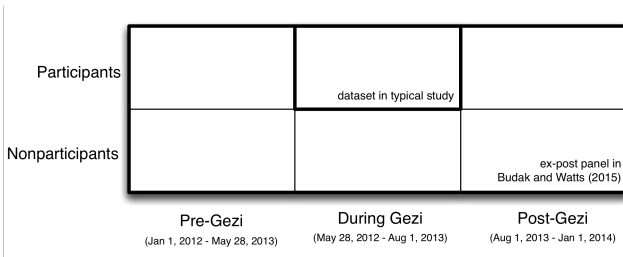 Participants
dataset in typical study
Nonparticipants
ex-post panel in
Budak and Watts (2015)
Pre-Gezi
(Jan 1, 2012 - May 28, 2013)
During Gezi
(May 28, 2012 - Aug 1, 2013)
Post-Gezi
(Aug 1, 2013 - Jan 1, 2014)